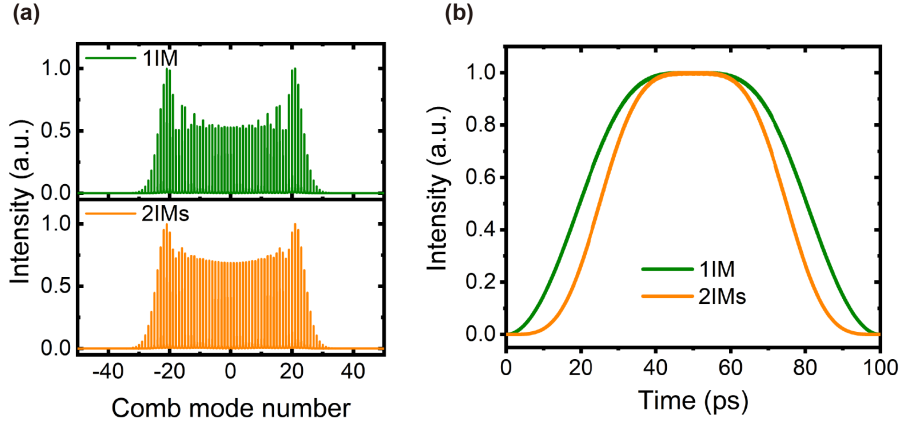 (a)
Intensity (a.u.)
1.0
0.5
0.0
1IM
1.0
0.5
0.0
2IMs
-40 -20 0 20 40
Comb mode number
(b)
Intensity (a.u.)
1.0
0.8
0.6
0.4
0.2
0.0
1IM
2IMs
0 20 40 60 80 100
Time (ps)